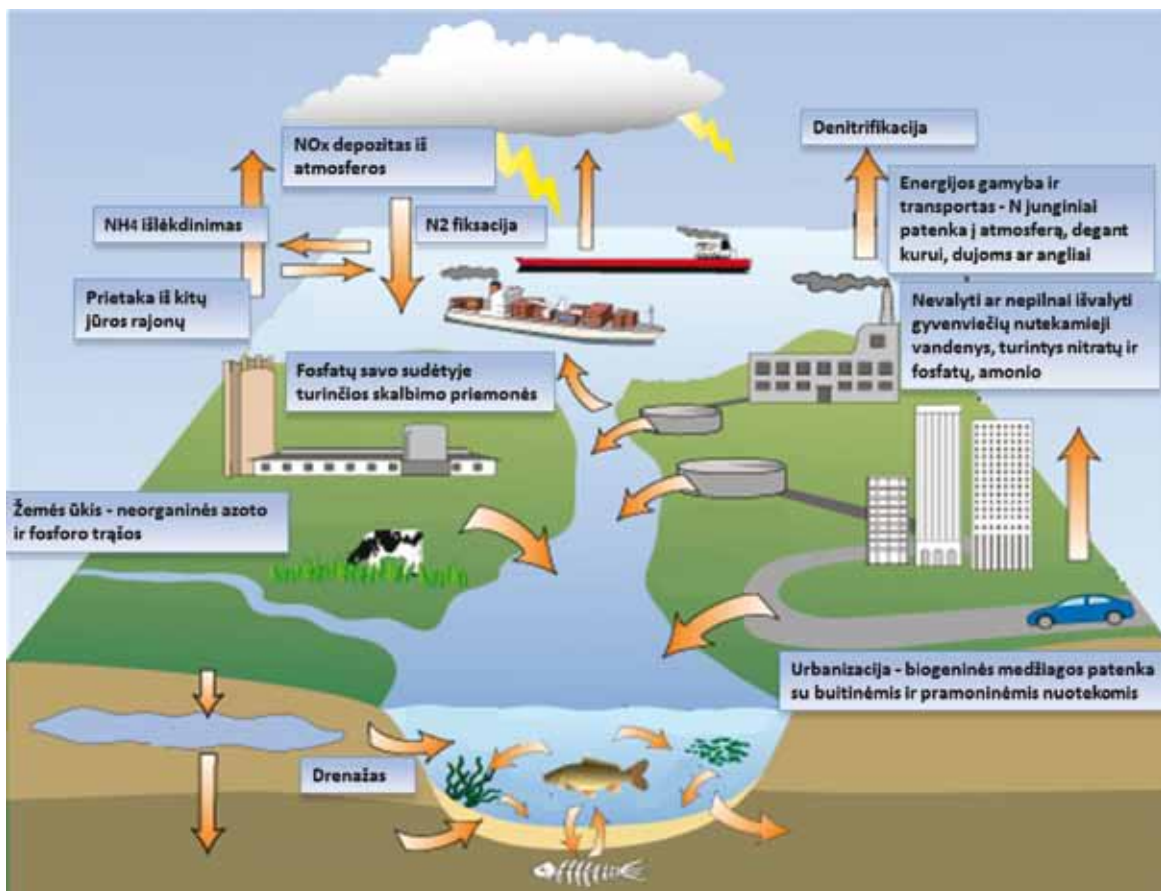 Denitrifikacija
NOx depozitas iš
atmosferos
Energijos gamyba ir
transportas - N junginiai
patenka į atmosferą, degant
kurui, dujoms ar angliai
NH4 išlėkdinimas
N2 fiksacija
Prietaka iš kitų
jūros rajonų
Nevalyti ar nepilnai išvalyti
gyvenviečių nutekamieji
vandenys, turintys nitratų ir
fosfatų, amonio
Fosfatų savo sudėtyje
turinčios skalbimo priemonės
Žemės ūkis - neorganinės azoto
ir fosforo trąšos
Urbanizacija - biogeninės medžiagos patenka
su buitinėmis ir pramoninėmis nuotekomis
Drenažas